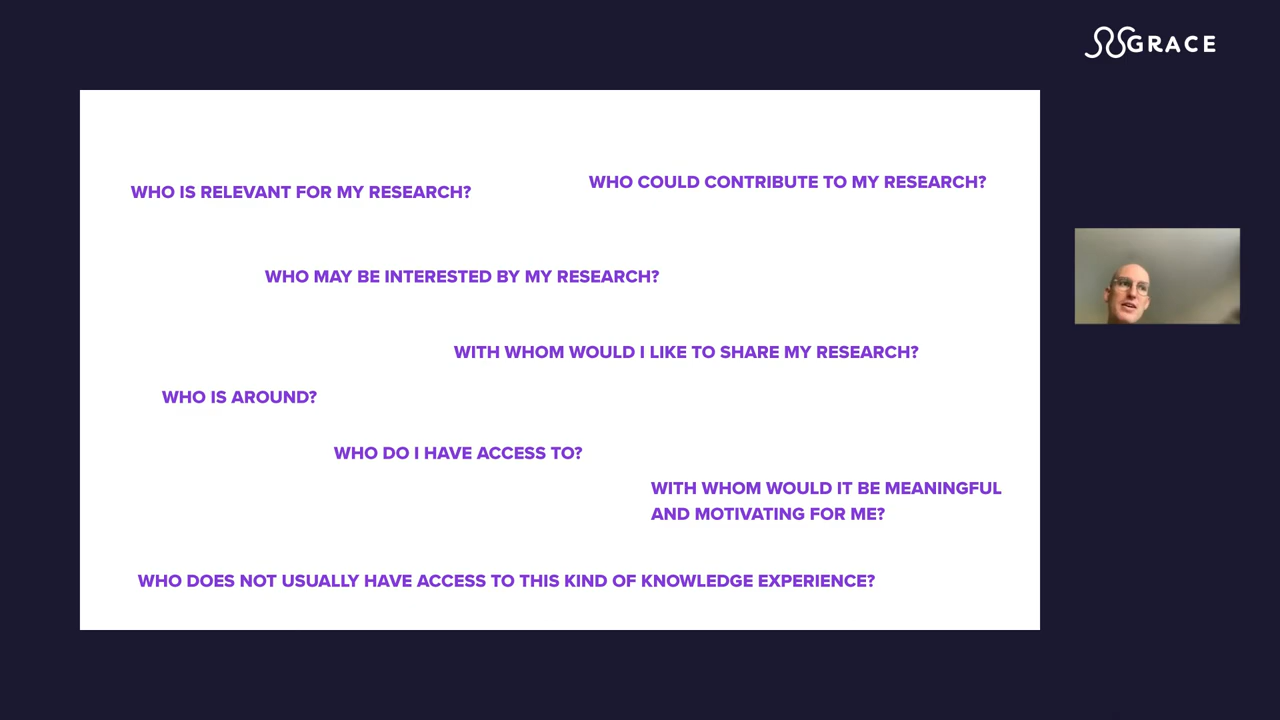 GRACE
WHO IS RELEVANT FOR MY RESEARCH?
WHO COULD CONTRIBUTE TO MY RESEARCH?
WHO MAY BE INTERESTED BY MY RESEARCH?
WITH WHOM WOULD I LIKE TO SHARE MY RESEARCH?
WHO IS AROUND?
WHO DO I HAVE ACCESS TO?
WITH WHOM WOULD IT BE MEANINGFUL
AND MOTIVATING FOR ME?
WHO DOES NOT USUALLY HAVE ACCESS TO THIS KIND OF KNOWLEDGE EXPERIENCE?